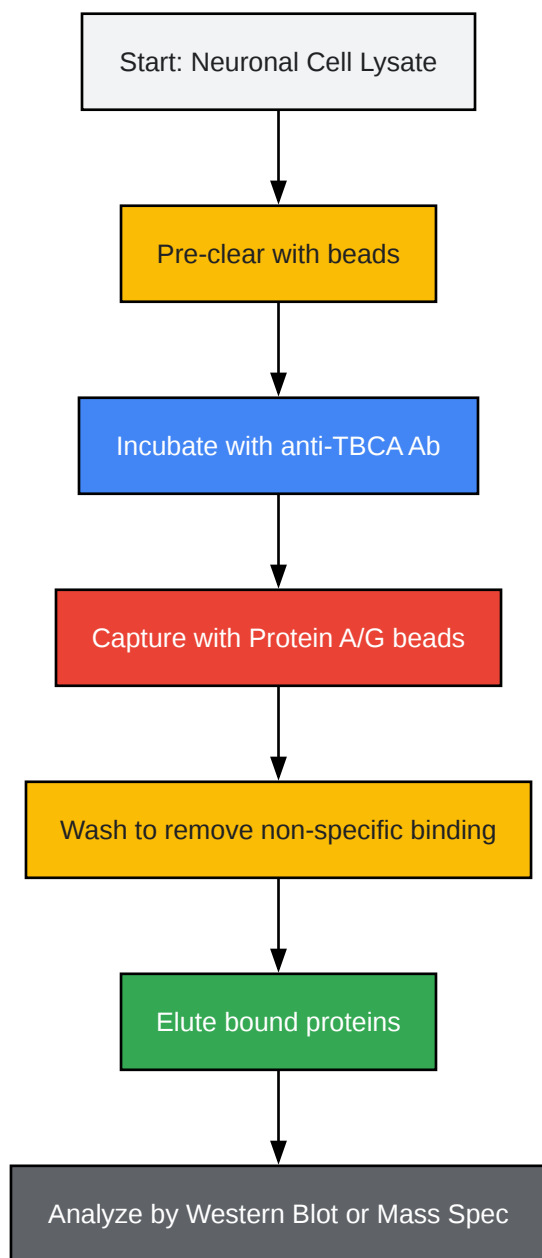 Start: Neuronal Cell Lysate
Pre-clear with beads
Incubate with anti-TBCA Ab
Capture with Protein A/G beads
Wash to remove non-specific binding
Elute bound proteins
Analyze by Western Blot or Mass Spec